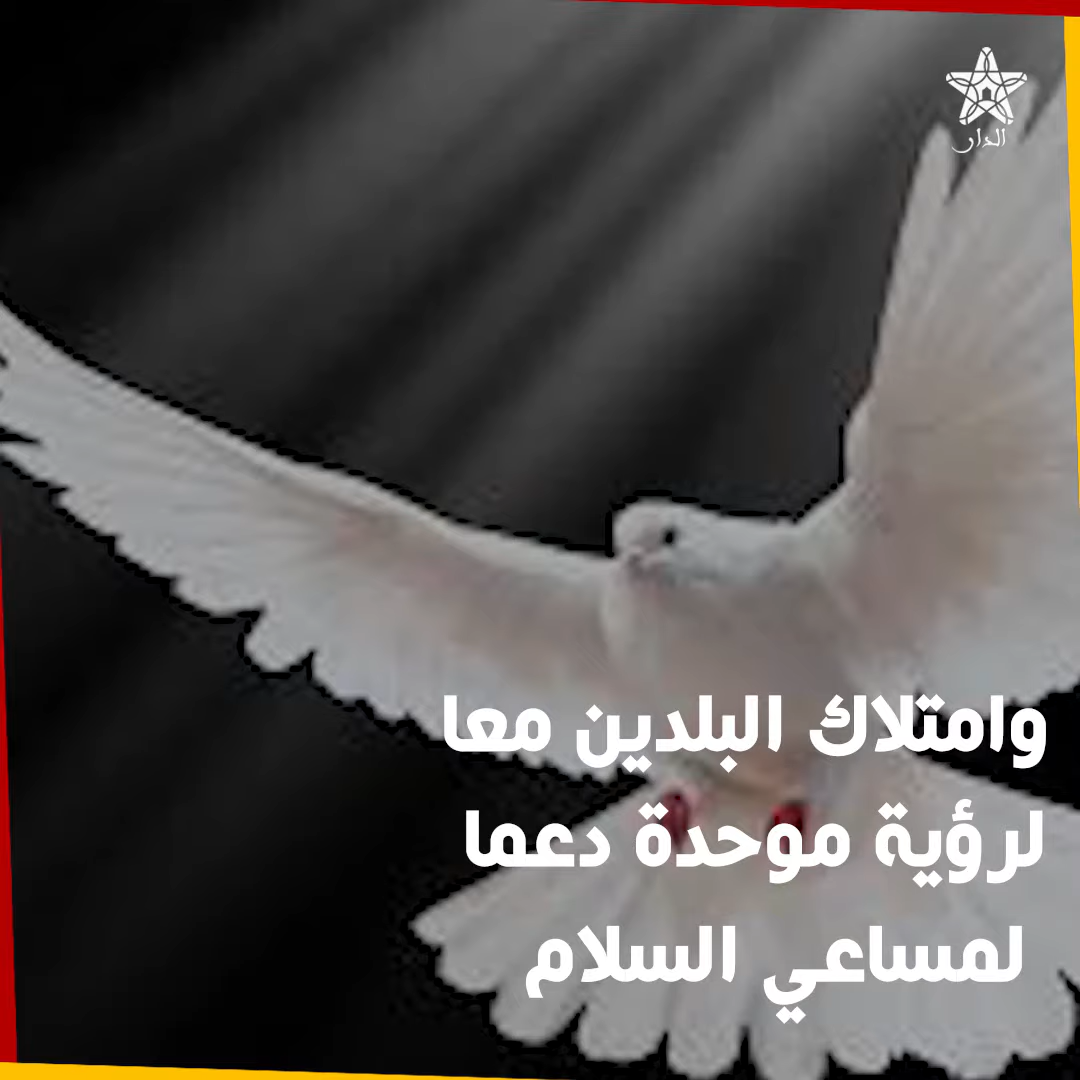 الدار
وامتلاك البلدين معا
لرؤية موحدة دعما
لمساعي السلام